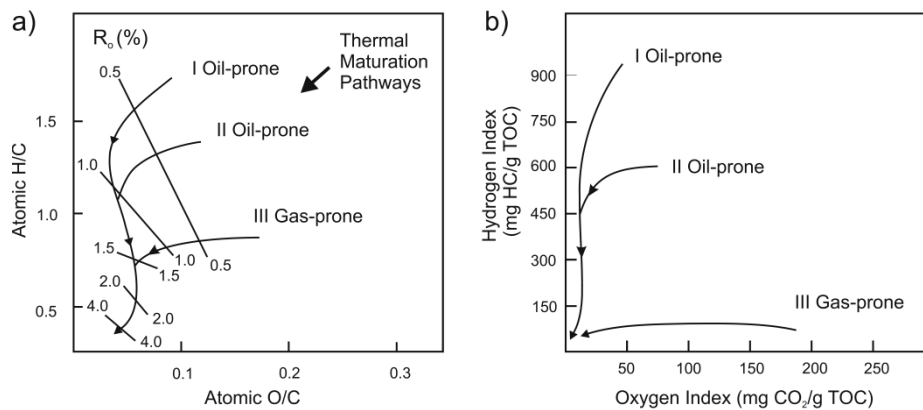 a)
R₀ (%)
0.5
I Oil-prone
Thermal
Maturation
Pathways
II Oil-prone
1.0
III Gas-prone
1.5
1.5
1.0
0.5
2.0
2.0
4.0
4.0
Atomic H/C
1.5
1.0
0.5
0.1
0.2
0.3
Atomic O/C
b)
I Oil-prone
II Oil-prone
III Gas-prone
Hydrogen Index
(mg HC/g TOC)
900
750
600
450
300
150
50
100
150
200
250
Oxygen Index (mg CO₂/g TOC)